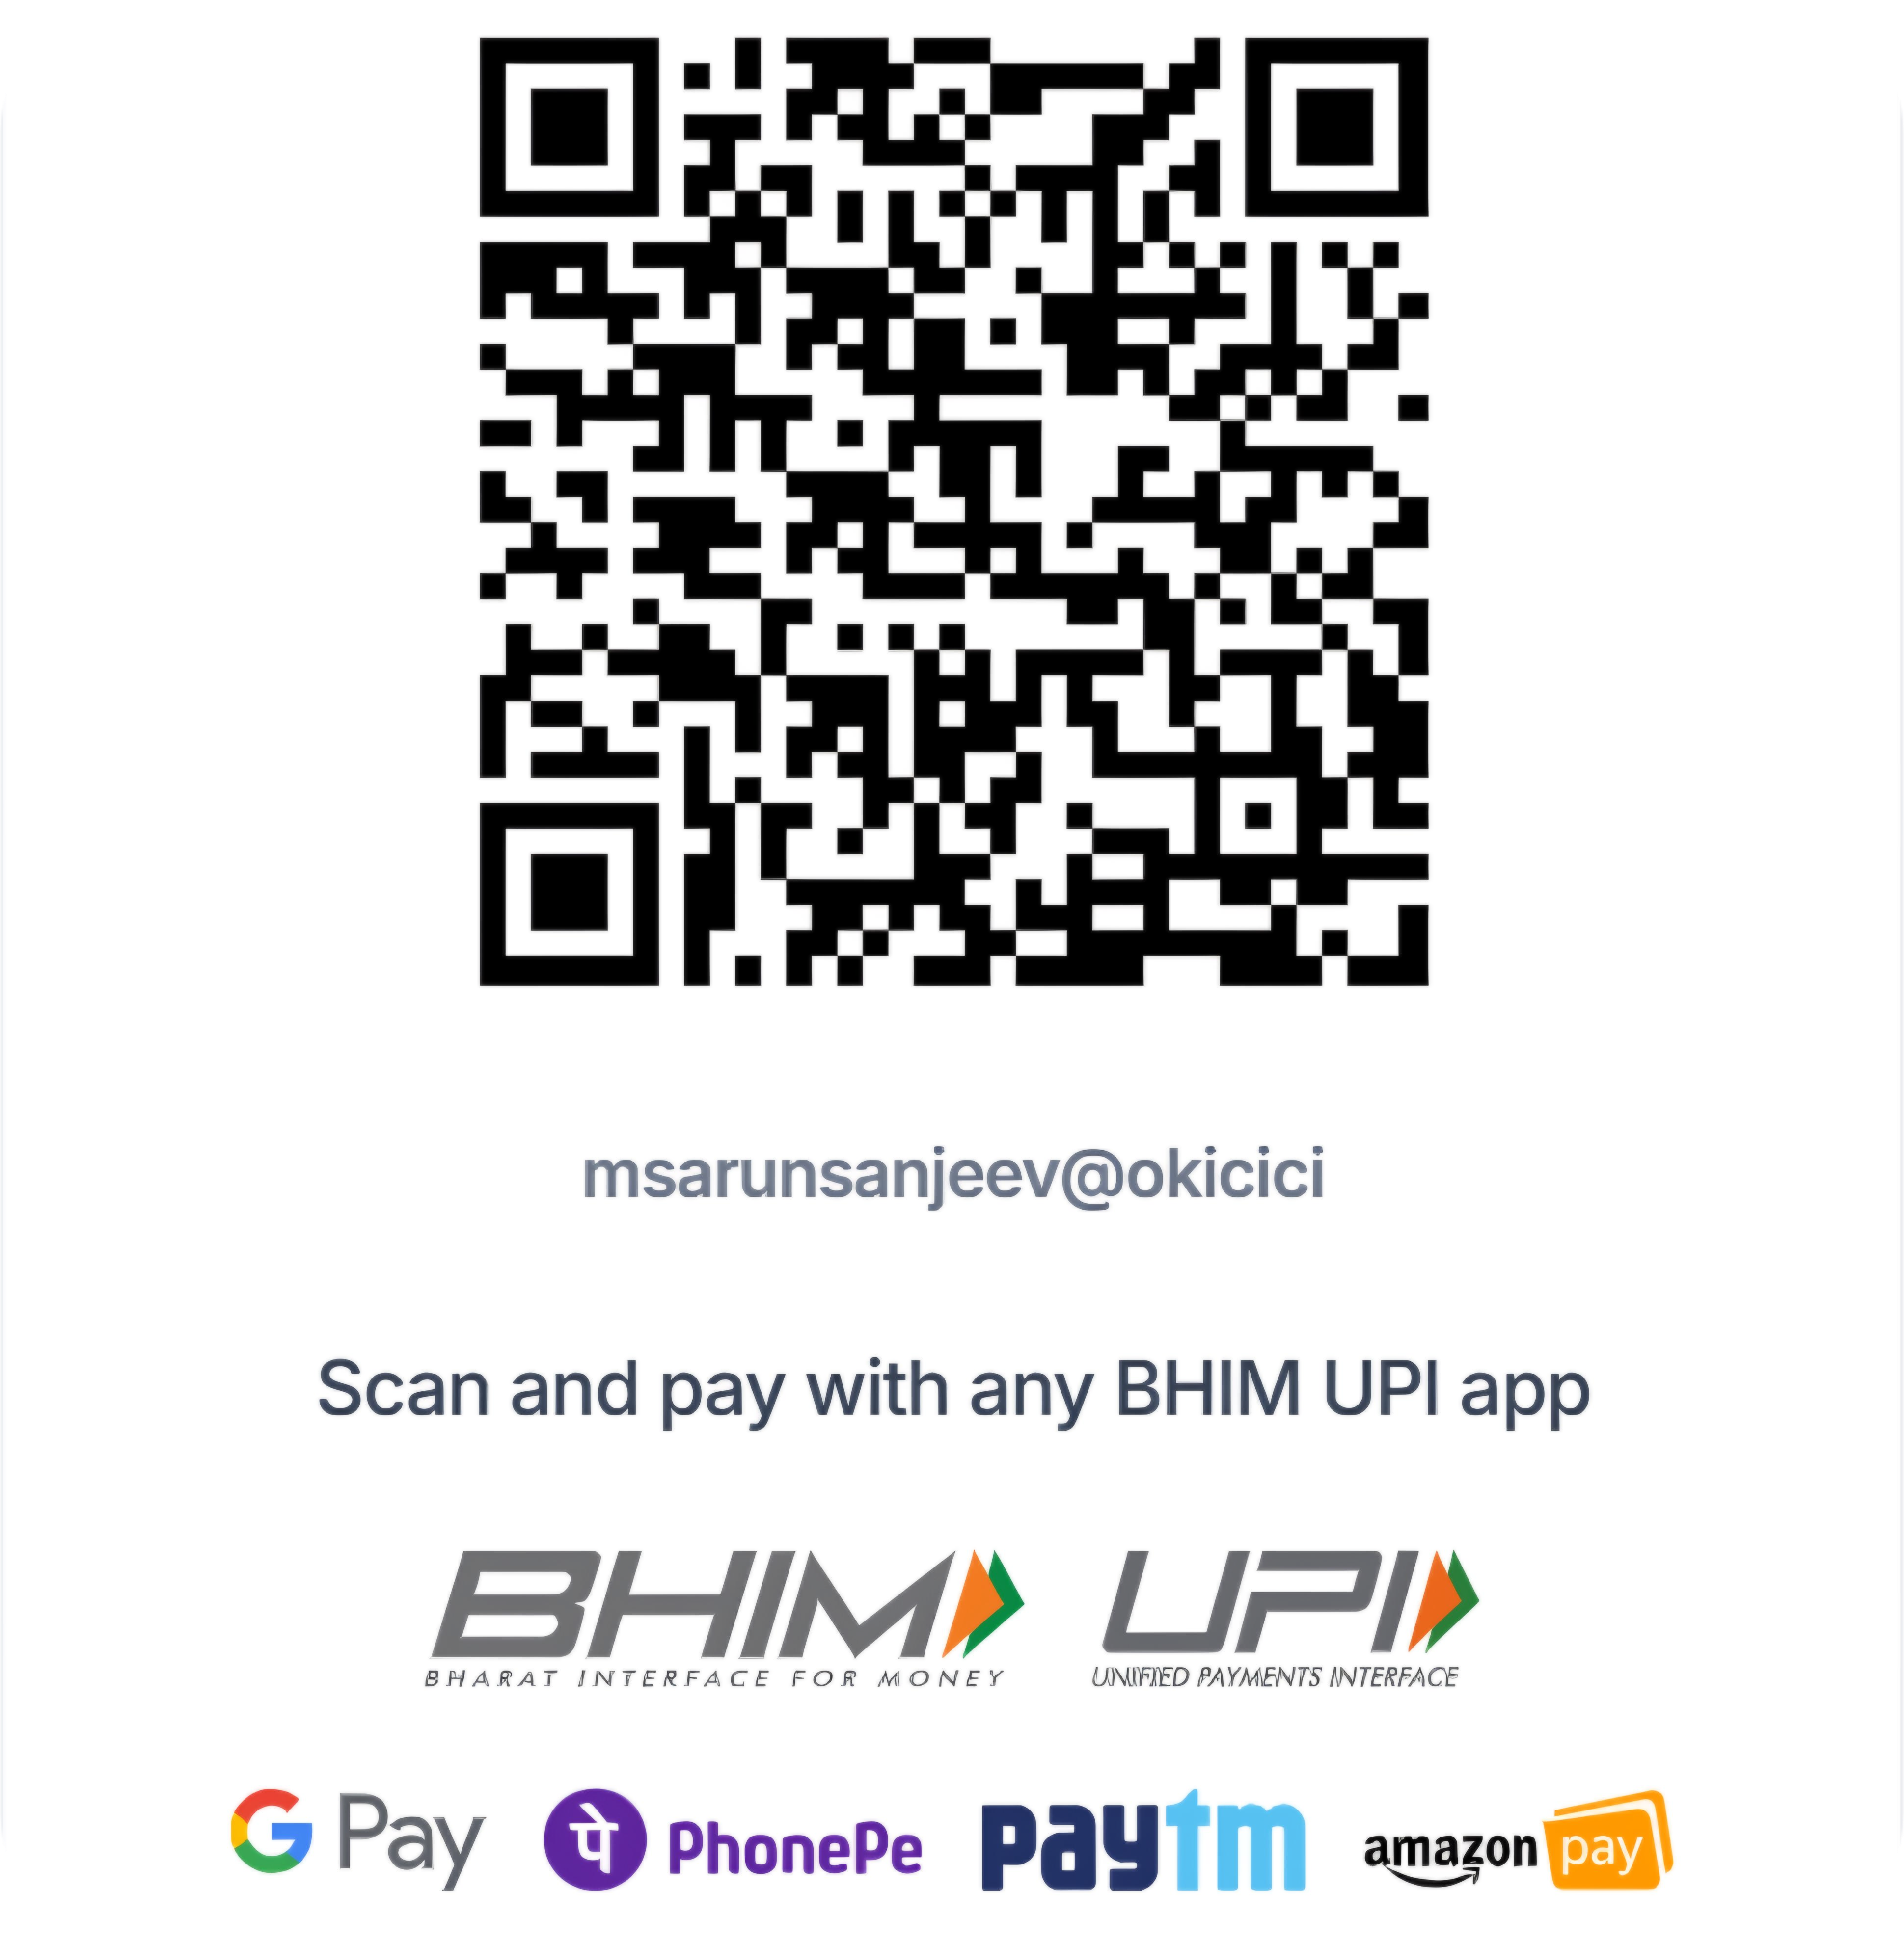 msarunsanjeev@okicici
Scan and pay with any BHIM UPI app
BHIM UPI
BHARAT INTERFACE FOR MONEY UNIFIED PAYMENTS INTERFACE
G Pay पे PhonePe paytm amazon pay